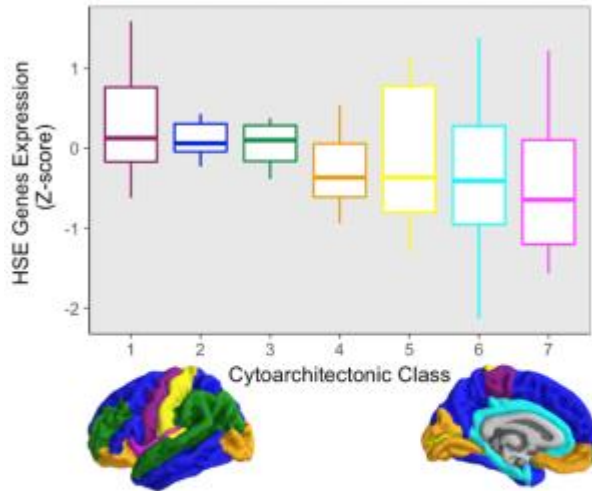 HSE Genes Expression
(Z-score)
1
0
-1
-2
1 2 3 4 5 6 7
Cytoarchitectonic Class